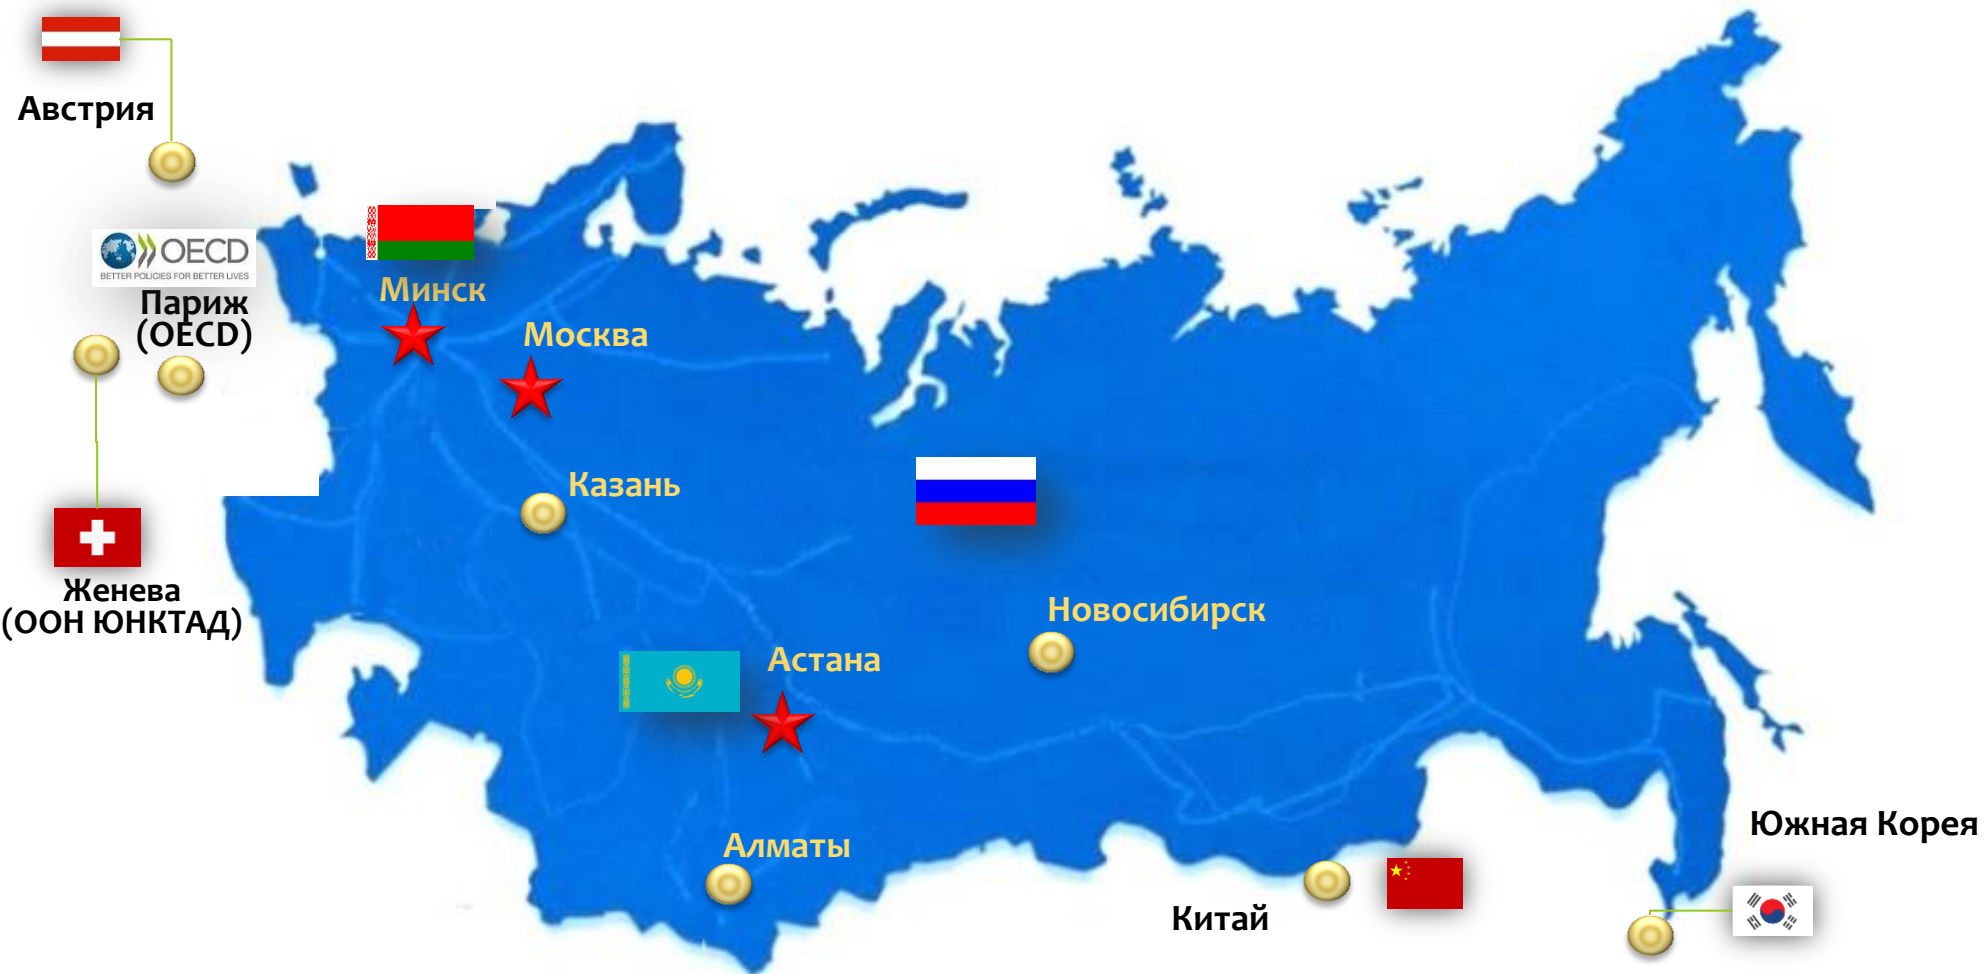 Австрия
OECD
BETTER POLICIES FOR BETTER LIVES
Париж
(OECD)
Минск
Москва
Казань
Женева
(ООН ЮНКТАД)
Новосибирск
Астана
Алматы
Южная Корея
Китай